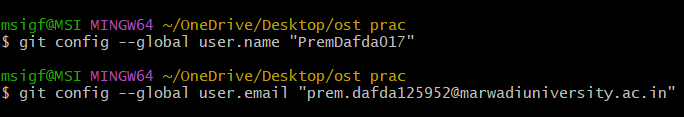 msigf@MSI MINGW64 ~/OneDrive/Desktop/ost prac
$ git config --global user.name "PremDafda017"
msigf@MSI MINGW64 ~/OneDrive/Desktop/ost prac
$ git config --global user.email "prem.dafda125952@marwadiuniversity.ac.in"